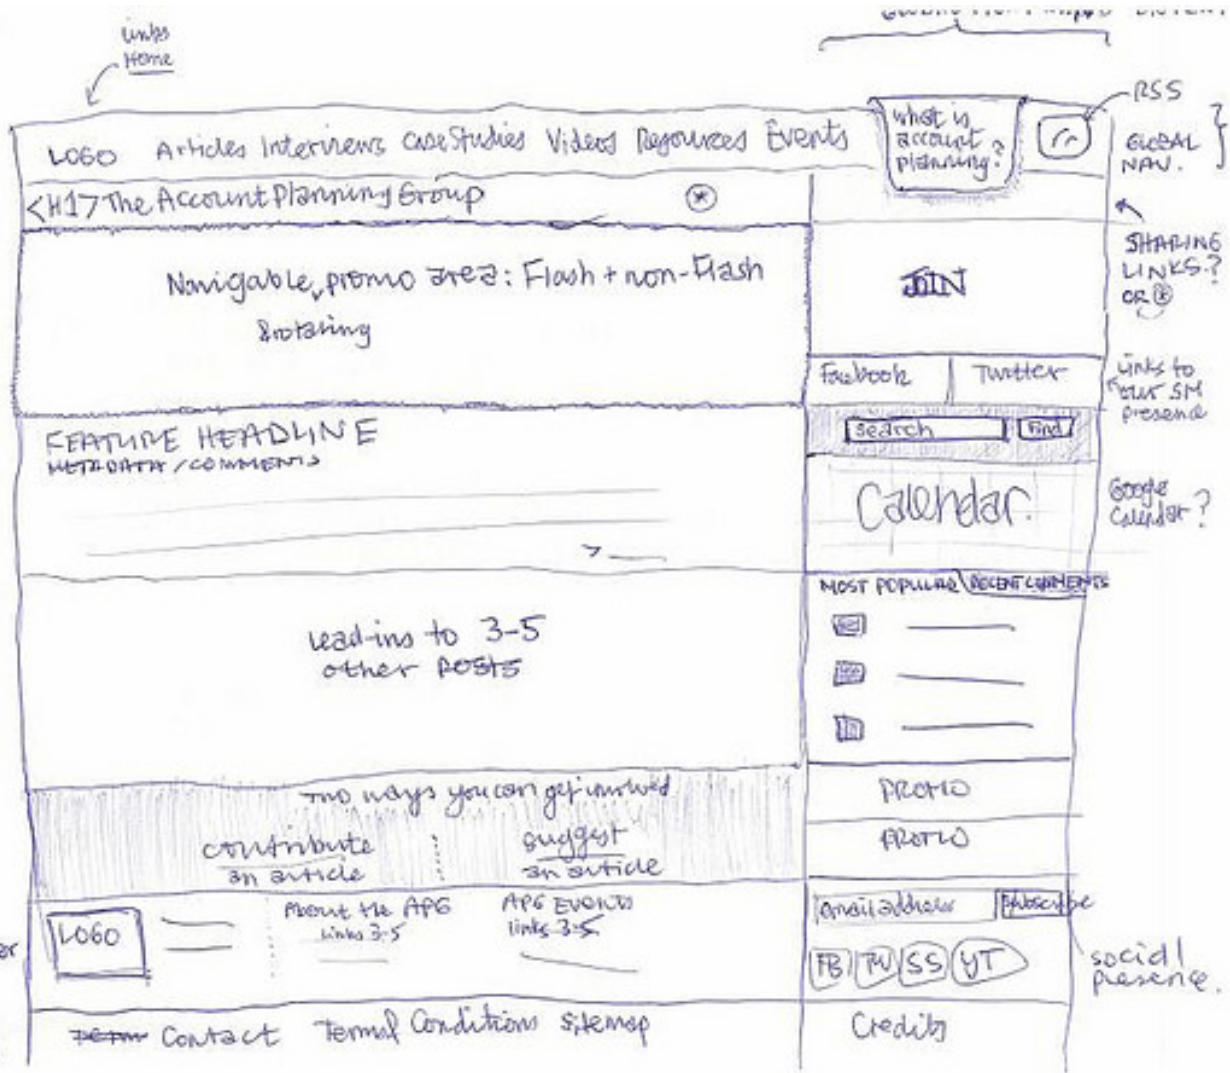 Links
Home
RSS
GLOBAL
NAV.
LOGO Articles Interviews Case Studies Videos Resources Events
what is
account
planning?
<H1> The Account Planning Group
SHARING
LINKS?
OR *
Navigable, promo area: Flash + non-Flash
& rotating
JOIN
Facebook | Twitter
Links to
our SM
presence
FEATURE HEADLINE
METADATA / COMMENTS
search Find
Calendar.
Google
Calendar?
MOST POPULAR RECENT COMMENTS
Lead-ins to 3-5
other POSTS
PROMO
PROMO
Two ways you can get involved
contribute
an article
suggest
an article
LOGO
About the APG
Links 3-5
APG EVENTS
links 3-5
email address Subscribe
FB TW SS YT
social
presence.
Contact Terms/Conditions Sitemap Credits